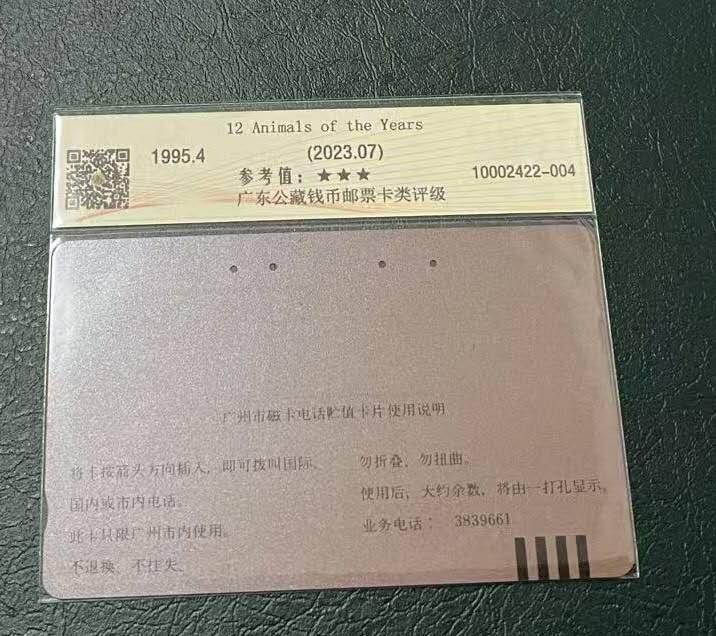 12 Animals of the Years
1995.4
(2023.07)
参考值：★★★
10002422-004
广东公藏钱币邮票卡类评级
广州市磁卡电话贮值卡片使用说明
将卡按箭头方向插入，即可拨叫国际、
国内或市内电话。
此卡只限广州市内使用。
不退换、不挂失。
勿折叠，勿扭曲。
使用后，大约余数，将由一打孔显示。
业务电话： 3839661